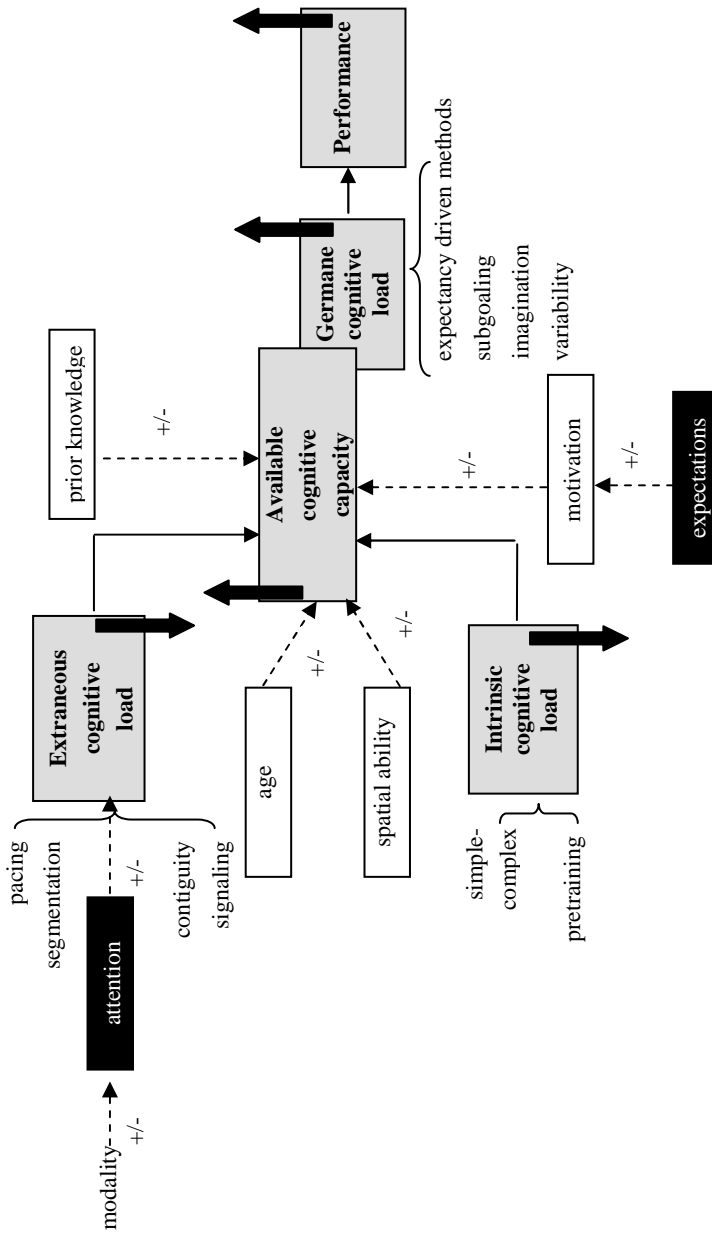 modality
+/-
attention
+/-
pacing
segmentation
contiguity
signaling
Extraneous
cognitive
load
prior knowledge
+/-
age
+/-
spatial ability
+/-
Available
cognitive
capacity
Germane
cognitive
load
Performance
expectancy driven methods
subgoaling
imagination
variability
simple-
complex
pretraining
Intrinsic
cognitive
load
motivation
+/-
expectations
+/-